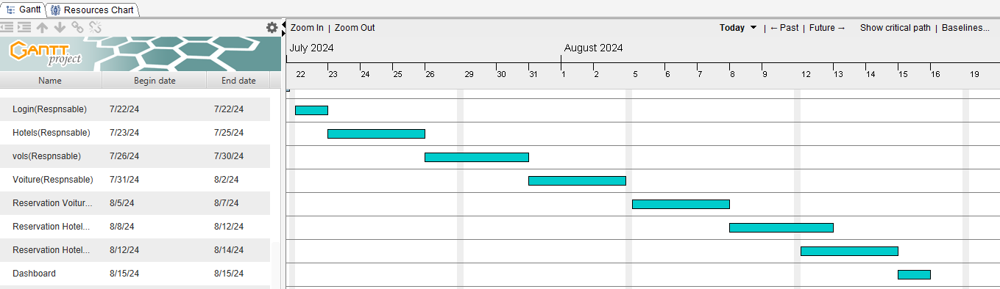 Gantt Resources Chart
Zoom In | Zoom Out Today | ←Past | Future → Show critical path | Baselines...
GANTT project
July 2024 August 2024
Name Begin date End date
22 23 24 25 26 29 30 31 1 2 5 6 7 8 9 12 13 14 15 16 19
Login(Respnsable) 7/22/24 7/22/24
Hotels(Respnsable) 7/23/24 7/25/24
vols(Respnsable) 7/26/24 7/30/24
Voiture(Respnsable) 7/31/24 8/2/24
Reservation Voitur... 8/5/24 8/7/24
Reservation Hotel... 8/8/24 8/12/24
Reservation Hotel... 8/12/24 8/14/24
Dashboard 8/15/24 8/15/24